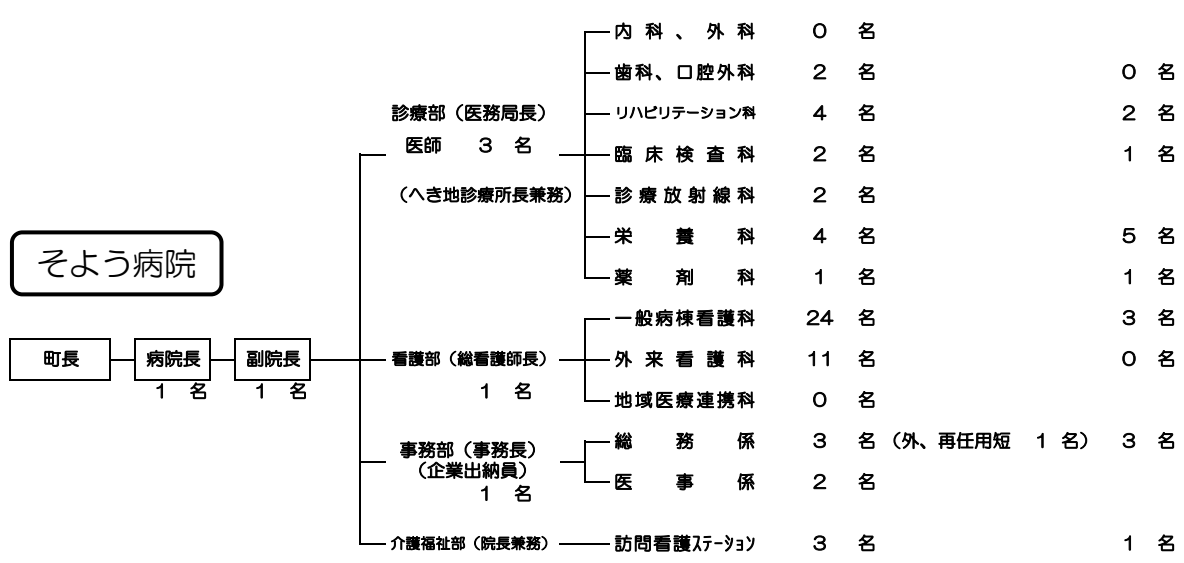 内科、外科 0 名
歯科、口腔外科 2 名 0 名
診療部（医務局長）
リハビリテーション科 4 名 2 名
医師 3 名
臨床検査科 2 名 1 名
（へき地診療所長兼務）
診療放射線科 2 名
栄養科 4 名 5 名
そよう病院
薬剤科 1 名 1 名
一般病棟看護科 24 名 3 名
町長 病院長 副院長 看護部（総看護師長） 外来看護科 11 名 0 名
1 名 1 名 1 名
地域医療連携科 0 名
事務部（事務長） 総務係 3 名（外、再任用短 1 名） 3 名
（企業出納員）
1 名
医事係 2 名
介護福祉部（院長兼務） 訪問看護ｽﾃｰｼｮﾝ 3 名 1 名